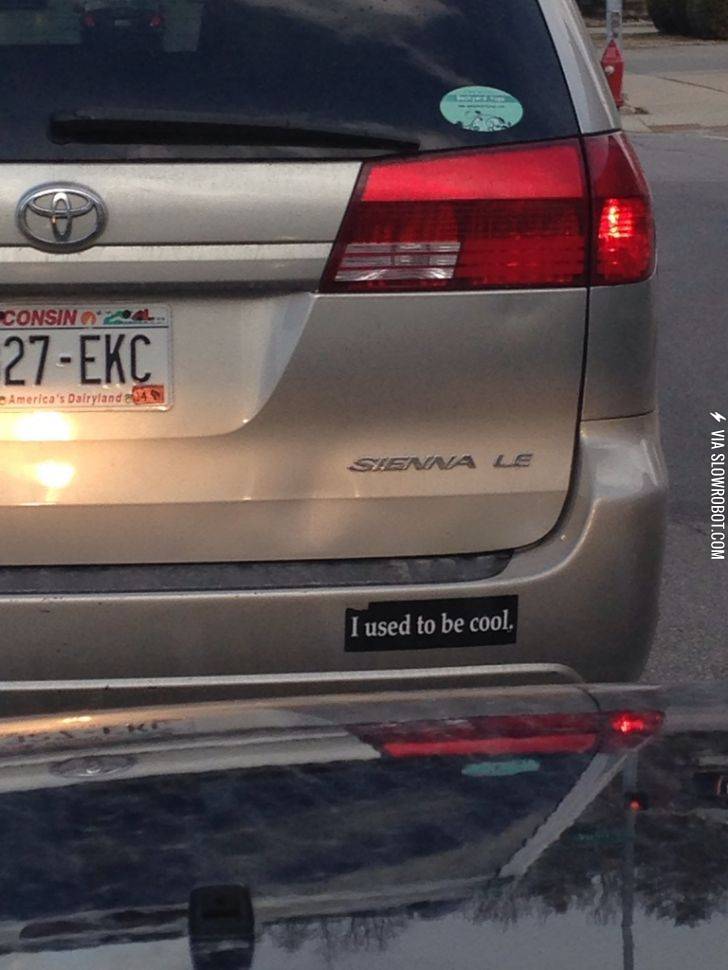 CONSIN
27-EKC
America's Dairyland
SIENNA LE
I used to be cool.
VIA SLOWROBOT.COM